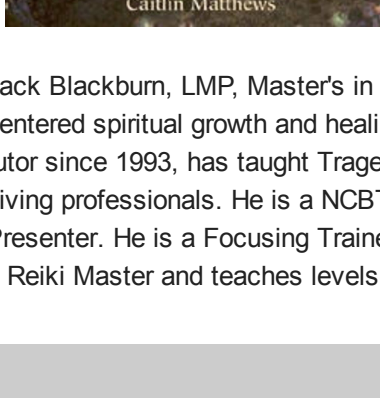 Caitlín Matthews
ack Blackburn, LMP, Master's in
entered spiritual growth and heali
utor since 1993, has taught Trage
iving professionals. He is a NCBT
Presenter. He is a Focusing Traine
Reiki Master and teaches levels